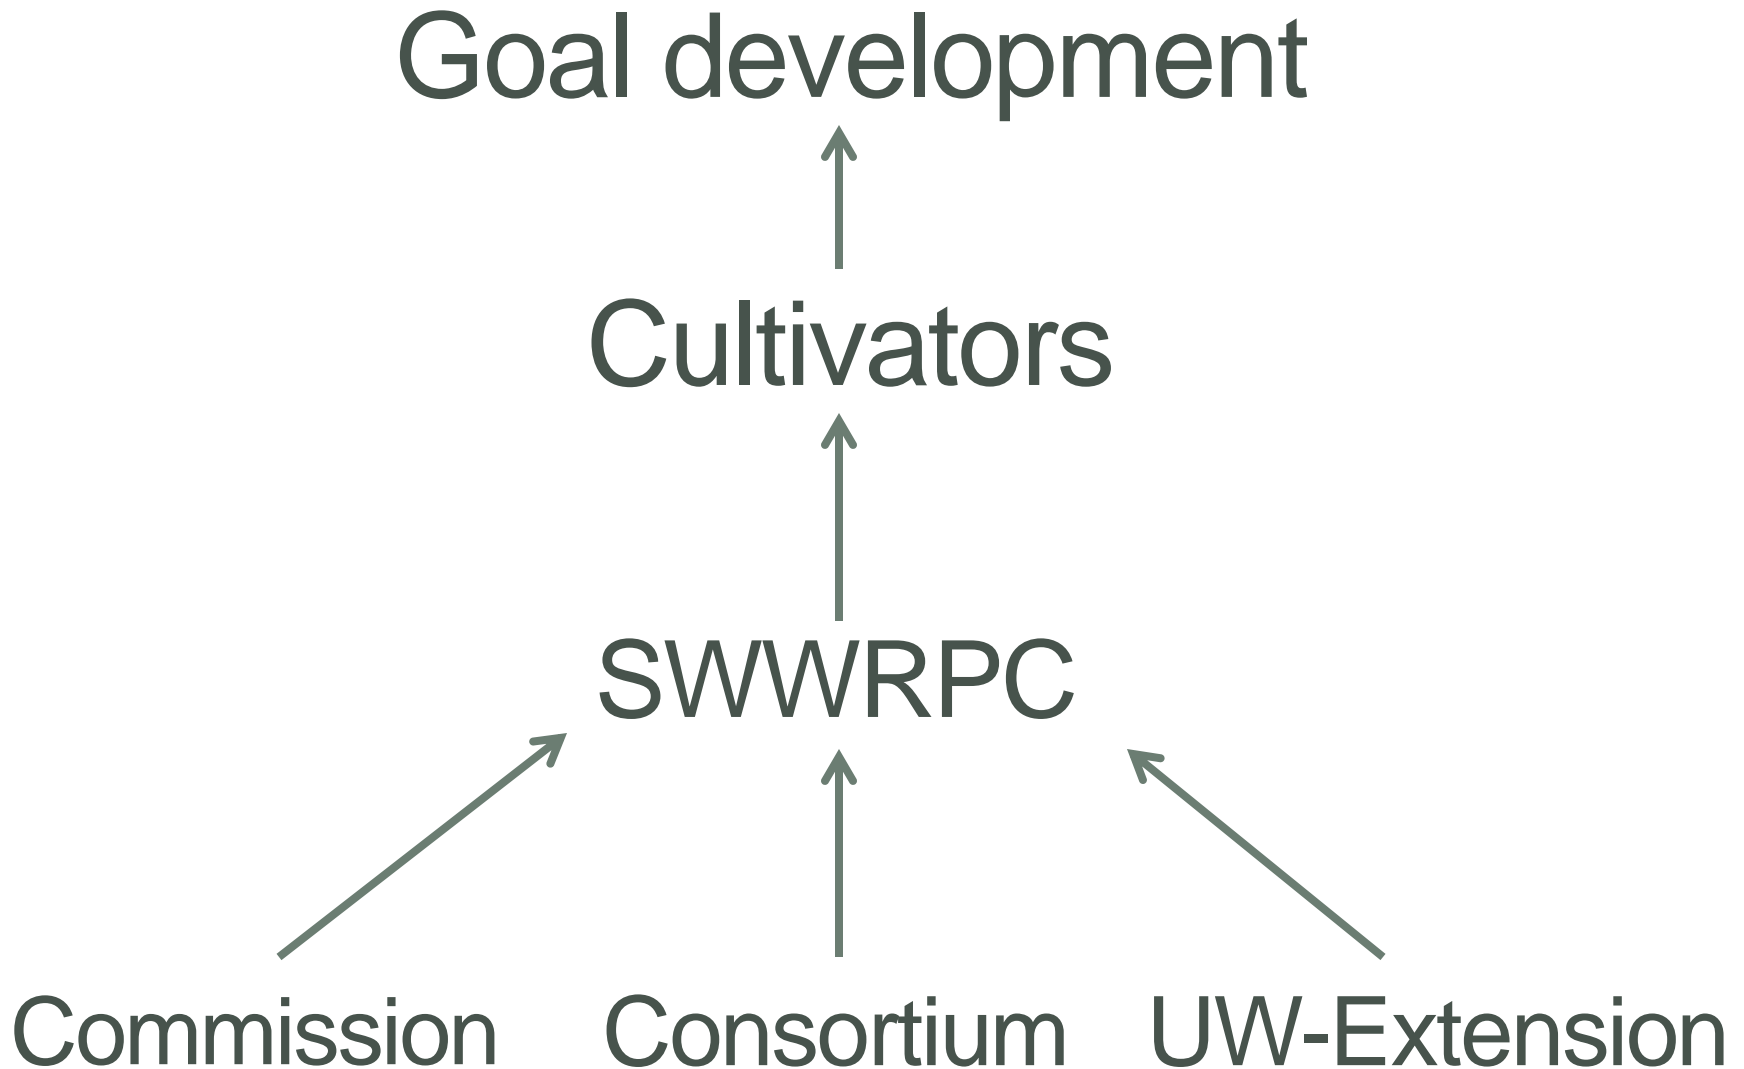 Goal development
Cultivators
SWWRPC
Commission
Consortium
UW-Extension